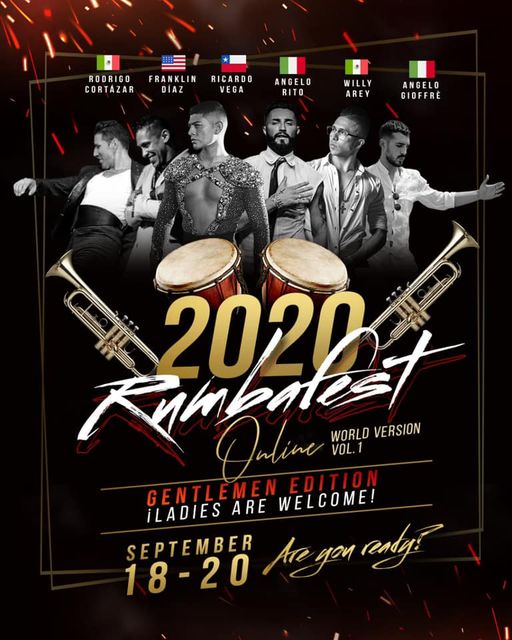 RODRIGO
CORTÁZAR
FRANKLIN
DÍAZ
RICARDO
VEGA
ANGELO
RITO
WILLY
AREY
ANGELO
GIOFFRÈ
2020
Rumbafest
Online
WORLD VERSION
VOL.1
GENTLEMEN EDITION
¡LADIES ARE WELCOME!
SEPTEMBER
18-20
Are you ready?